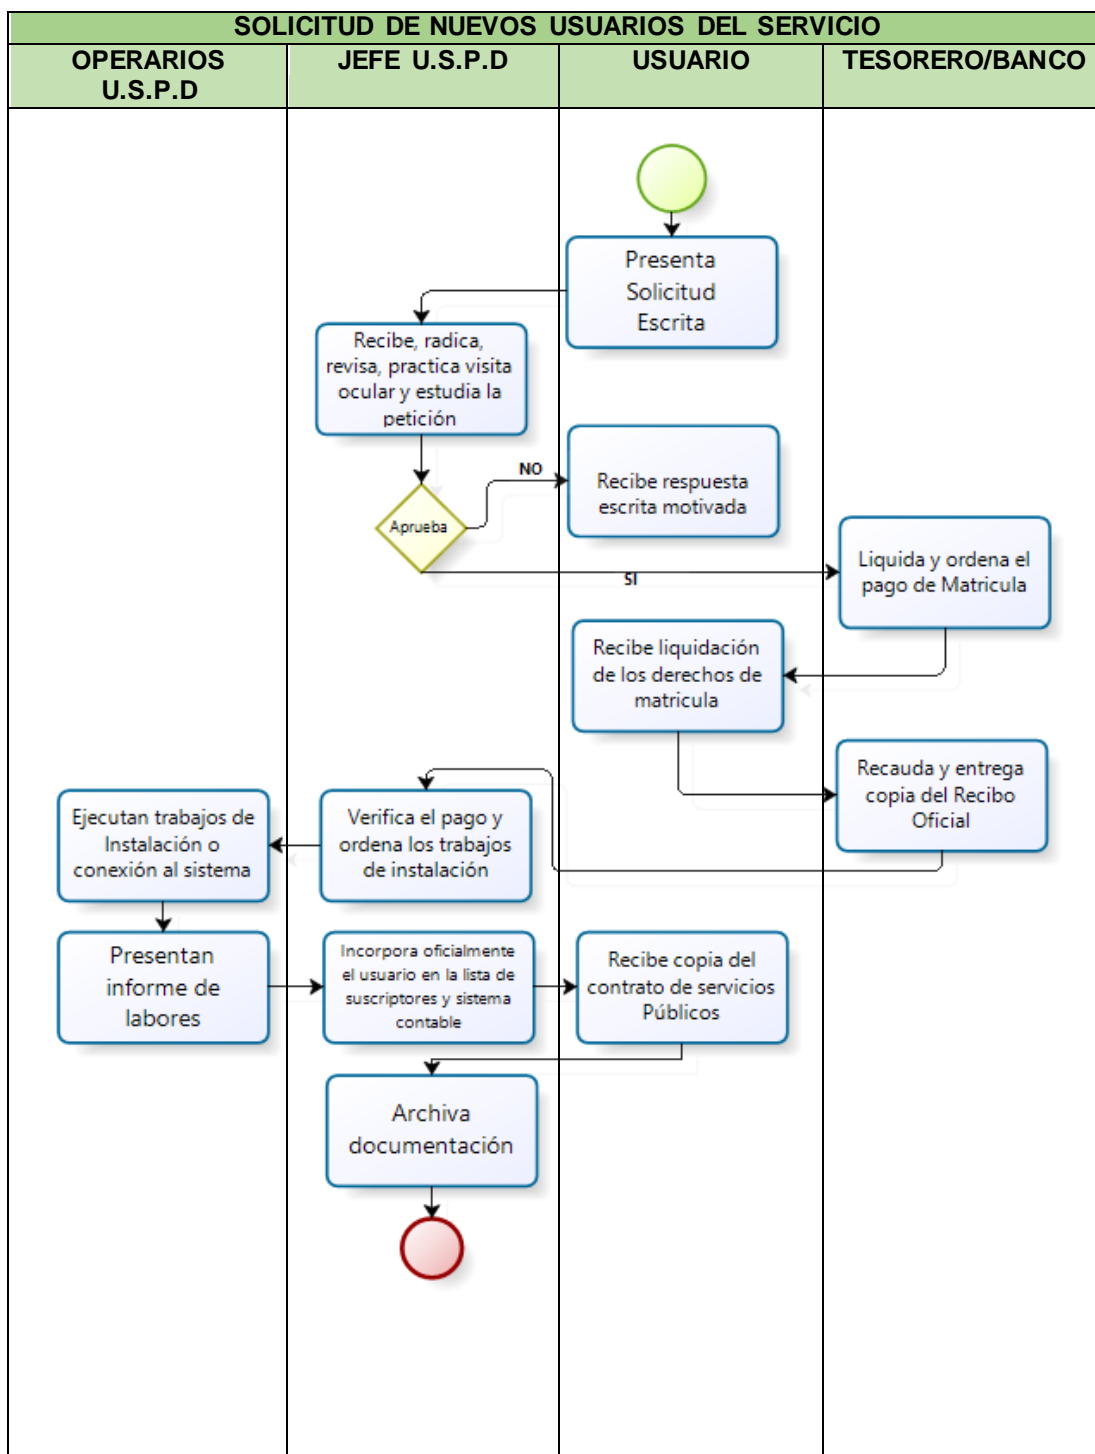 SOLICITUD DE NUEVOS USUARIOS DEL SERVICIO
OPERARIOS
U.S.P.D
JEFE U.S.P.D
USUARIO
TESORERO/BANCO
Presenta
Solicitud
Escrita
Recibe, radica,
revisa, practica visita
ocular y estudia la
petición
Aprueba
NO
Recibe respuesta
escrita motivada
SI
Liquida y ordena el
pago de Matricula
Recibe liquidación
de los derechos de
matricula
Recauda y entrega
copia del Recibo
Oficial
Verifica el pago y
ordena los trabajos
de instalación
Ejecutan trabajos de
Instalación o
conexión al sistema
Presentan
informe de
labores
Incorpora oficialmente
el usuario en la lista de
suscriptores y sistema
contable
Recibe copia del
contrato de servicios
Públicos
Archiva
documentación